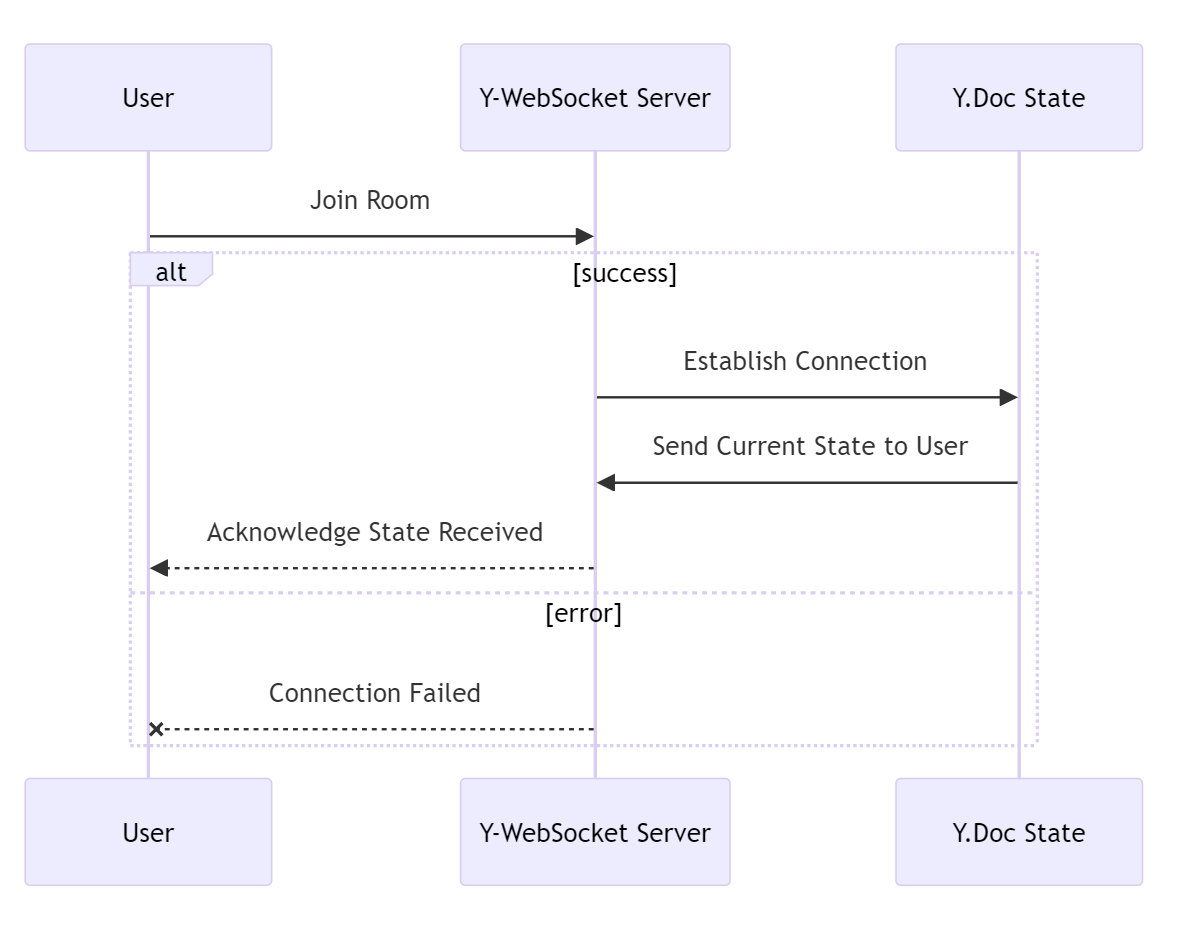 User
Y-WebSocket Server
Y.Doc State
Join Room
alt
[success]
Establish Connection
Send Current State to User
Acknowledge State Received
[error]
Connection Failed
User
Y-WebSocket Server
Y.Doc State